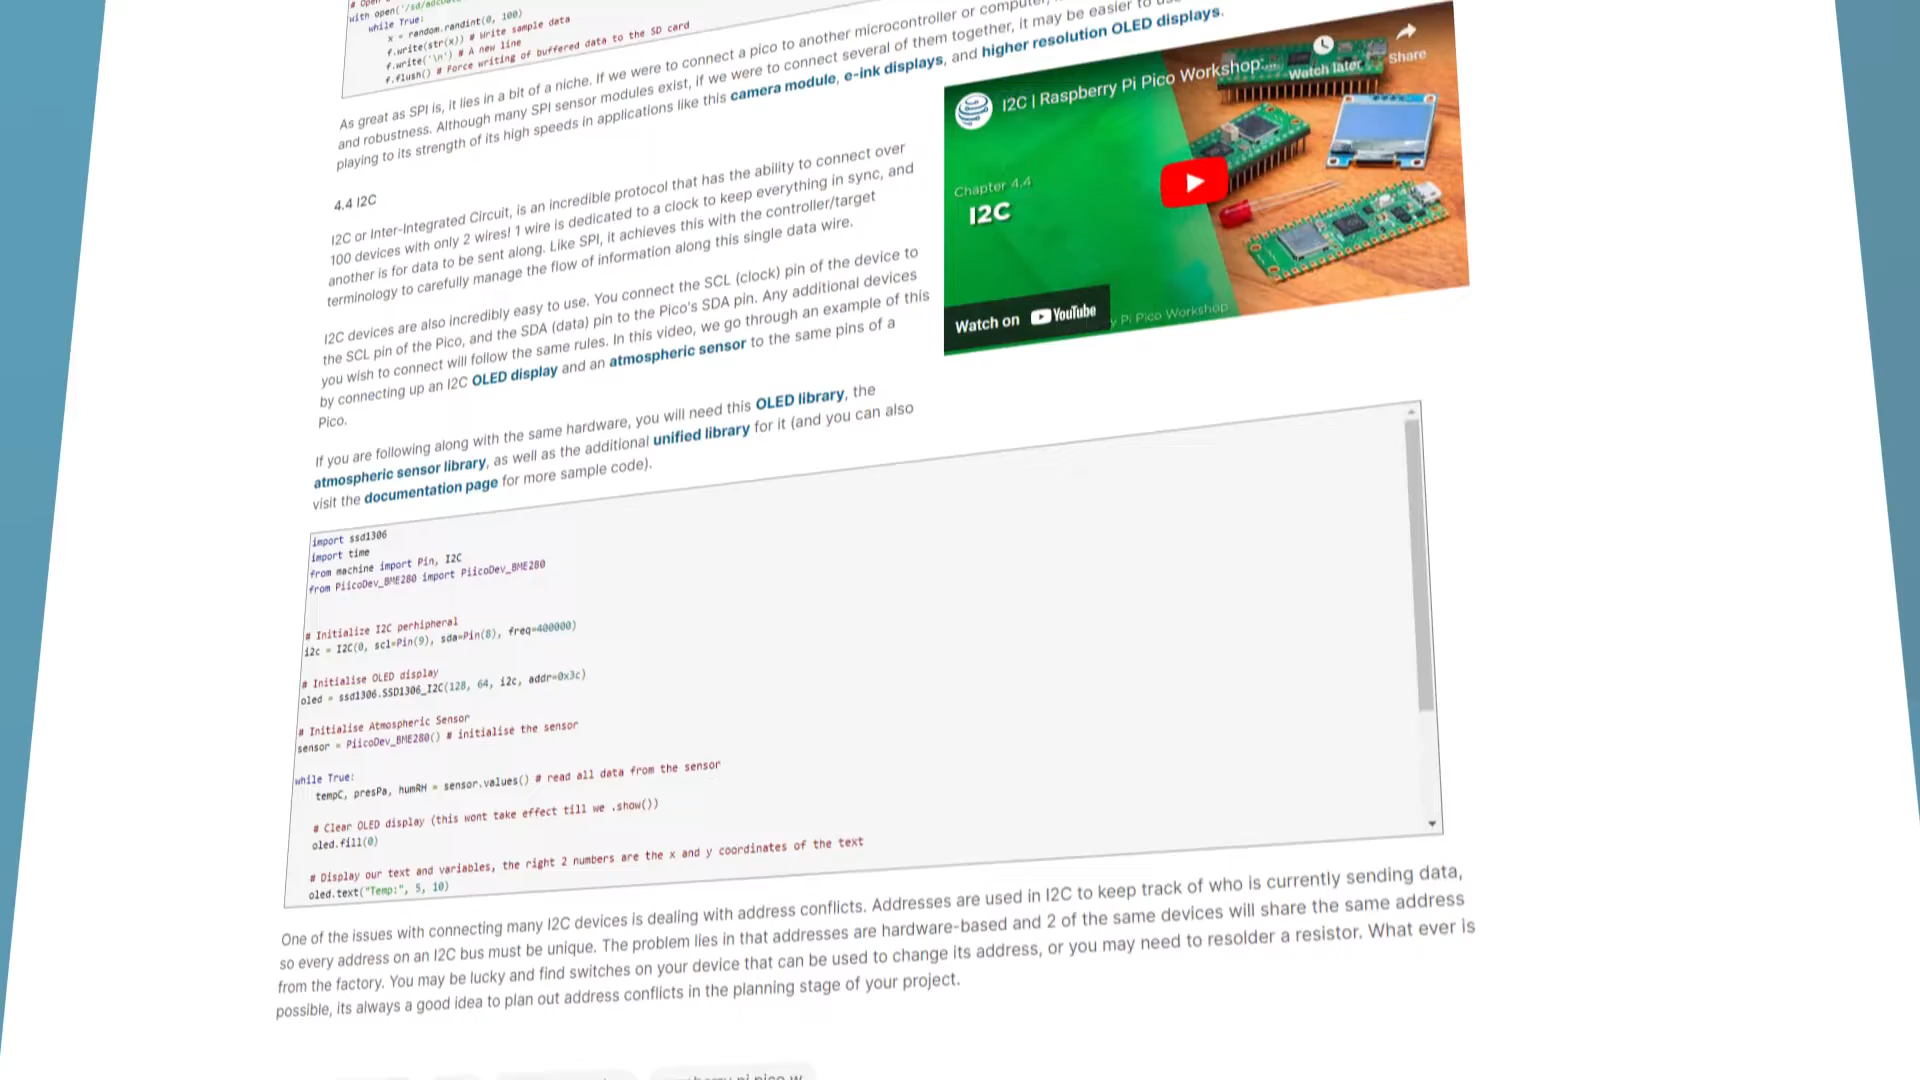 # Open
with open('/sd/adcData
while True:
x = random.randint(0, 100)
f.write(str(x)) # Write sample data
f.write('\n') # A new line
f.flush() # Force writing of buffered data to the SD card
As great as SPI is, it lies in a bit of a niche. If we were to connect a pico to another microcontroller or computer,
and robustness. Although many SPI sensor modules exist, if we were to connect several of them together, it may be easier to
playing to its strength of its high speeds in applications like this camera module, e-ink displays, and higher resolution OLED displays.
4.4 I2C
I2C or Inter-Integrated Circuit, is an incredible protocol that has the ability to connect over
100 devices with only 2 wires! 1 wire is dedicated to a clock to keep everything in sync, and
another is for data to be sent along. Like SPI, it achieves this with the controller/target
terminology to carefully manage the flow of information along this single data wire.
I2C devices are also incredibly easy to use. You connect the SCL (clock) pin of the device to
the SCL pin of the Pico, and the SDA (data) pin to the Pico's SDA pin. Any additional devices
you wish to connect will follow the same rules. In this video, we go through an example of this
by connecting up an I2C OLED display and an atmospheric sensor to the same pins of a
Pico.
If you are following along with the same hardware, you will need this OLED library, the
atmospheric sensor library, as well as the additional unified library for it (and you can also
visit the documentation page for more sample code).
I2C | Raspberry Pi Pico Workshop:...
Watch later
Share
Chapter 4.4
I2C
Watch on YouTube
y Pi Pico Workshop
import ssd1306
import time
from machine import Pin, I2C
from PiicoDev_BME280 import PiicoDev_BME280
# Initialize I2C perhipheral
i2c = I2C(0, scl=Pin(9), sda=Pin(8), freq=400000)
# Initialise OLED display
oled = ssd1306.SSD1306_I2C(128, 64, i2c, addr=0x3c)
# Initialise Atmospheric Sensor
sensor = PiicoDev_BME280() # initialise the sensor
while True:
tempC, presPa, humRH = sensor.values() # read all data from the sensor
# Clear OLED display (this wont take effect till we .show())
oled.fill(0)
# Display our text and variables, the right 2 numbers are the x and y coordinates of the text
oled.text("Temp:", 5, 10)
One of the issues with connecting many I2C devices is dealing with address conflicts. Addresses are used in I2C to keep track of who is currently sending data,
so every address on an I2C bus must be unique. The problem lies in that addresses are hardware-based and 2 of the same devices will share the same address
from the factory. You may be lucky and find switches on your device that can be used to change its address, or you may need to resolder a resistor. What ever is
possible, its always a good idea to plan out address conflicts in the planning stage of your project.